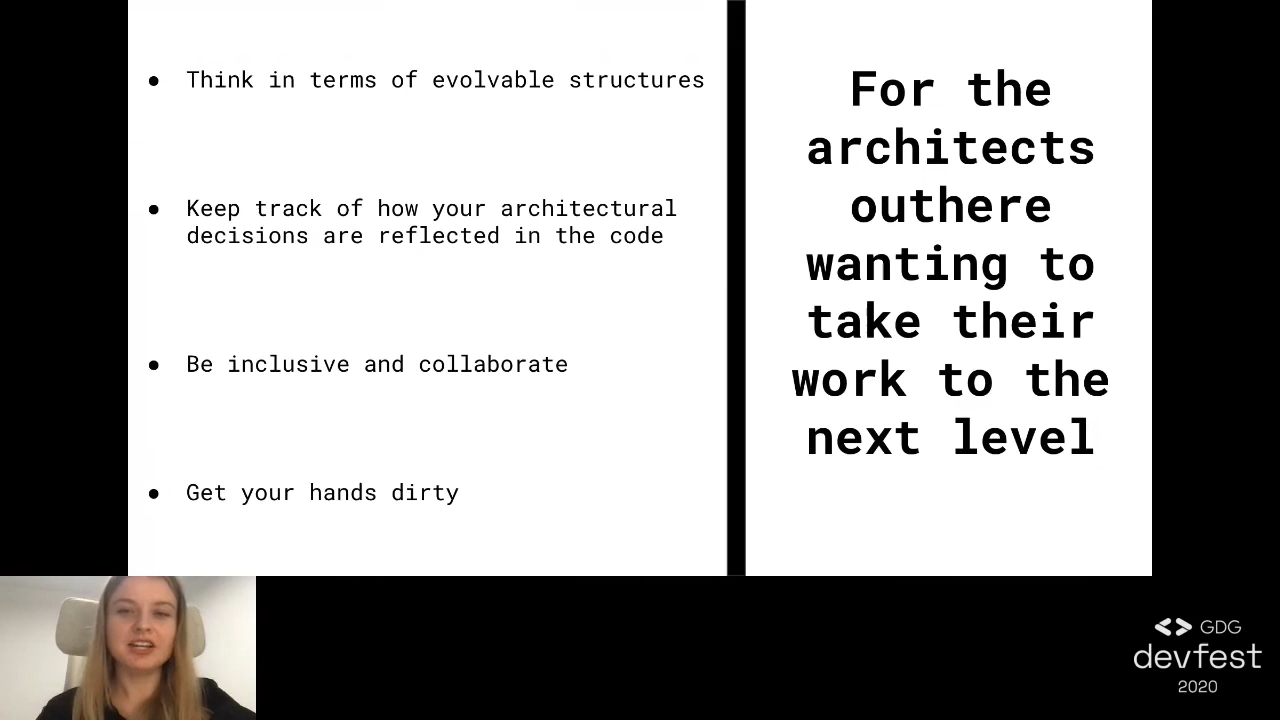 ● Think in terms of evolvable structures
● Keep track of how your architectural
decisions are reflected in the code
● Be inclusive and collaborate
● Get your hands dirty
For the
architects
outhere
wanting to
take their
work to the
next level
GDG
devfest
2020